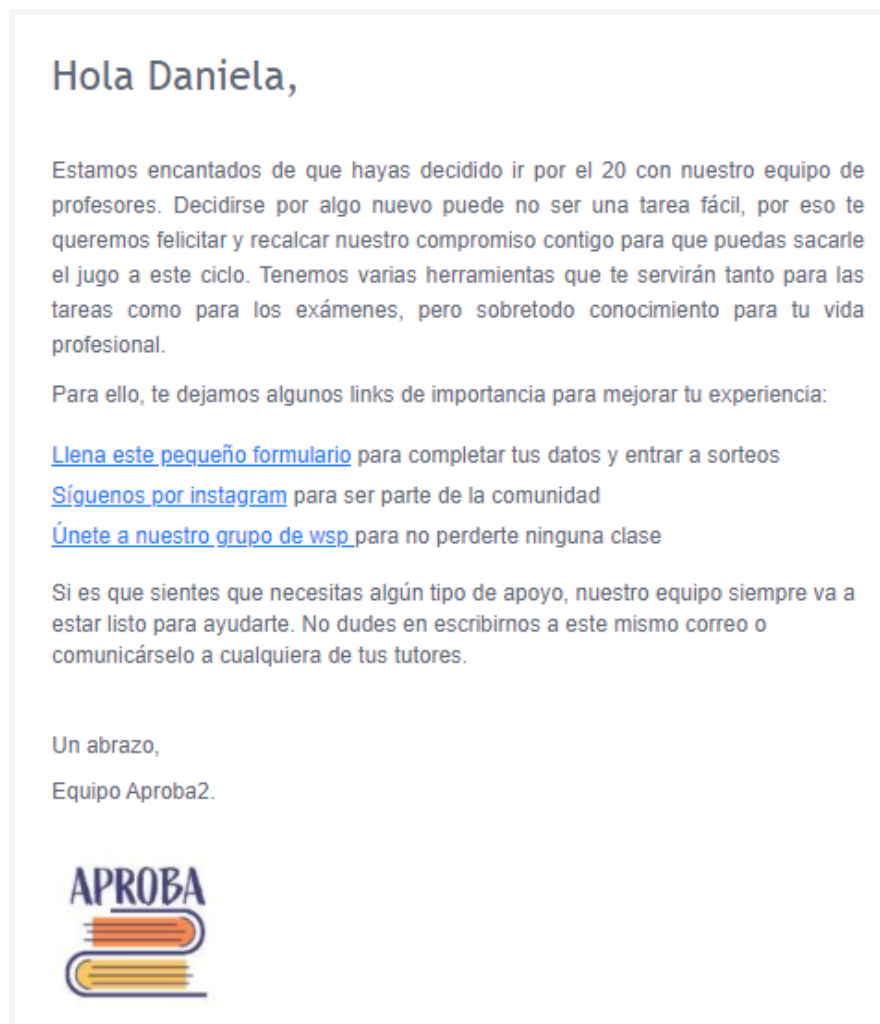 Hola Daniela,
Estamos encantados de que hayas decidido ir por el 20 con nuestro equipo de
profesores. Decidirse por algo nuevo puede no ser una tarea fácil, por eso te
queremos felicitar y recalcar nuestro compromiso contigo para que puedas sacarle
el jugo a este ciclo. Tenemos varias herramientas que te servirán tanto para las
tareas como para los exámenes, pero sobretodo conocimiento para tu vida
profesional.
Para ello, te dejamos algunos links de importancia para mejorar tu experiencia:
Llena este pequeño formulario para completar tus datos y entrar a sorteos
Síguenos por instagram para ser parte de la comunidad
Únete a nuestro grupo de wsp para no perderte ninguna clase
Si es que sientes que necesitas algún tipo de apoyo, nuestro equipo siempre va a
estar listo para ayudarte. No dudes en escribirnos a este mismo correo o
comunicárselo a cualquiera de tus tutores.
Un abrazo,
Equipo Aproba2.
APROBA